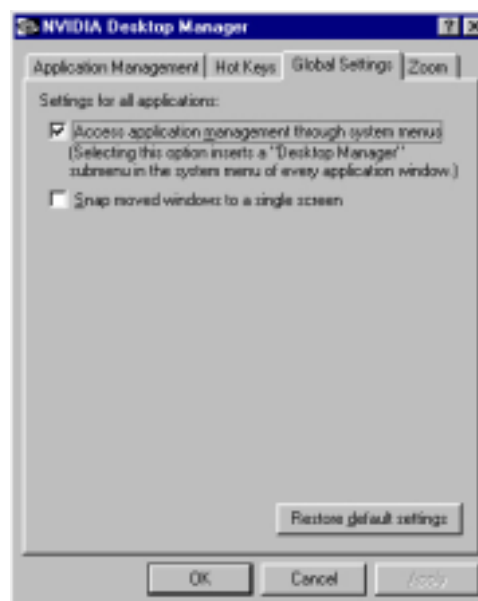 NVIDIA Desktop Manager
Application Management Hot Keys Global Settings Zoom
Settings for all applications:
Access application management through system menus
(Selecting this option inserts a "Desktop Manager"
submenu in the system menu of every application window.)
Snap moved windows to a single screen
Restore default settings
OK Cancel Apply